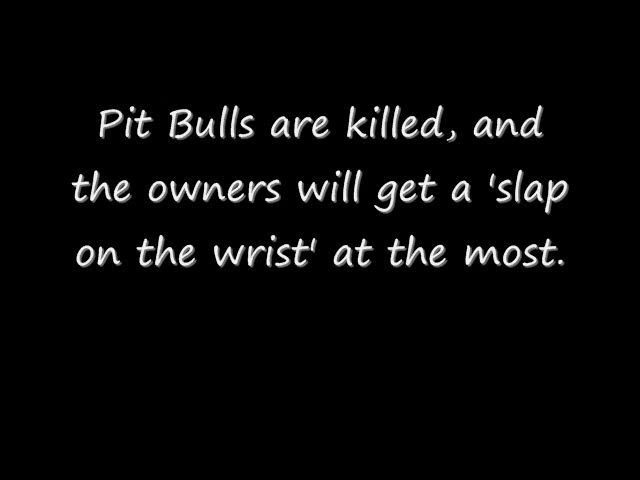 Pit Bulls are killed, and
the owners will get a 'slap
on the wrist' at the most.